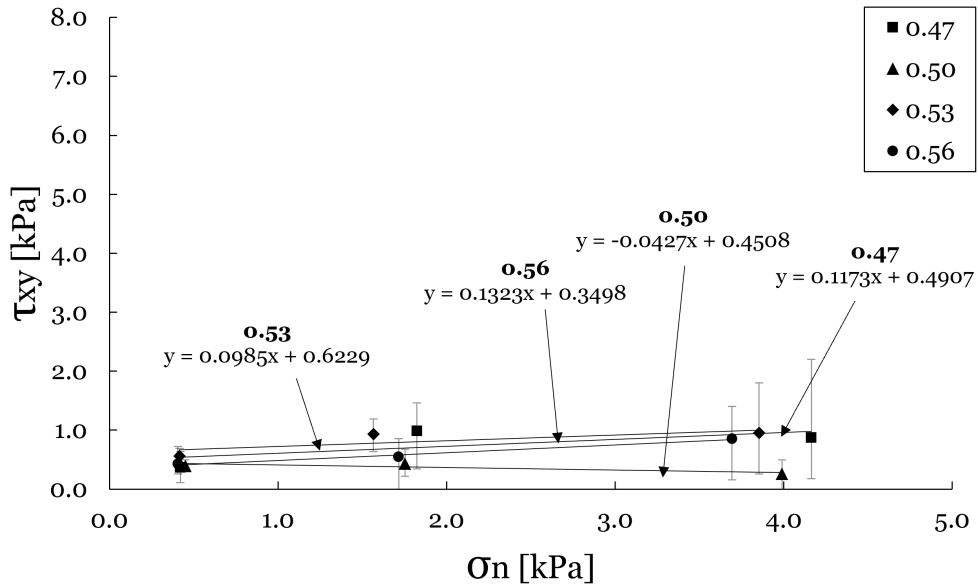 8.0
7.0
6.0
5.0
4.0
3.0
2.0
1.0
0.0
τxy [kPa]
0.47
0.50
0.53
0.56
0.50
y = -0.0427x + 0.4508
0.47
y = 0.1173x + 0.4907
0.56
y = 0.1323x + 0.3498
0.53
y = 0.0985x + 0.6229
0.0 1.0 2.0 3.0 4.0 5.0
σn [kPa]